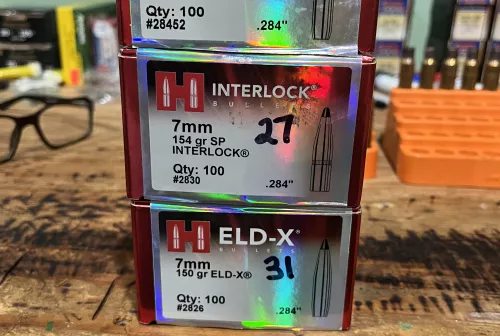 Qty: 100
#28452 .284"
H INTERLOCK®
BULLETS
7mm 27
154 gr SP
INTERLOCK®
Qty: 100
#2830 .284"
H ELD-X®
BULLETS
7mm
150 gr ELD-X® 31
Qty: 100
#2826 .284"